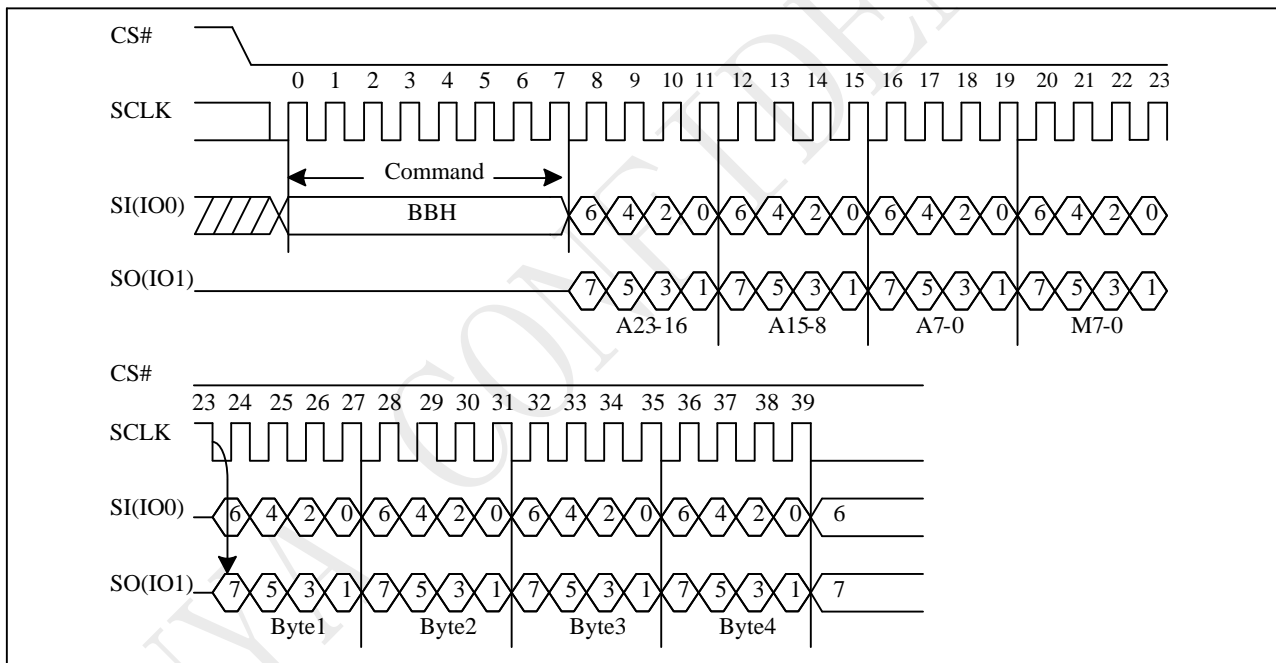 CS#
0 1 2 3 4 5 6 7 8 9 10 11 12 13 14 15 16 17 18 19 20 21 22 23
SCLK
Command
SI(IO0) BBH 6 4 2 0 6 4 2 0 6 4 2 0 6 4 2 0
SO(IO1) 7 5 3 1 7 5 3 1 7 5 3 1 7 5 3 1
A23-16 A15-8 A7-0 M7-0
CS#
23 24 25 26 27 28 29 30 31 32 33 34 35 36 37 38 39
SCLK
SI(IO0) 6 4 2 0 6 4 2 0 6 4 2 0 6 4 2 0 6
SO(IO1) 7 5 3 1 7 5 3 1 7 5 3 1 7 5 3 1 7
Byte1 Byte2 Byte3 Byte4